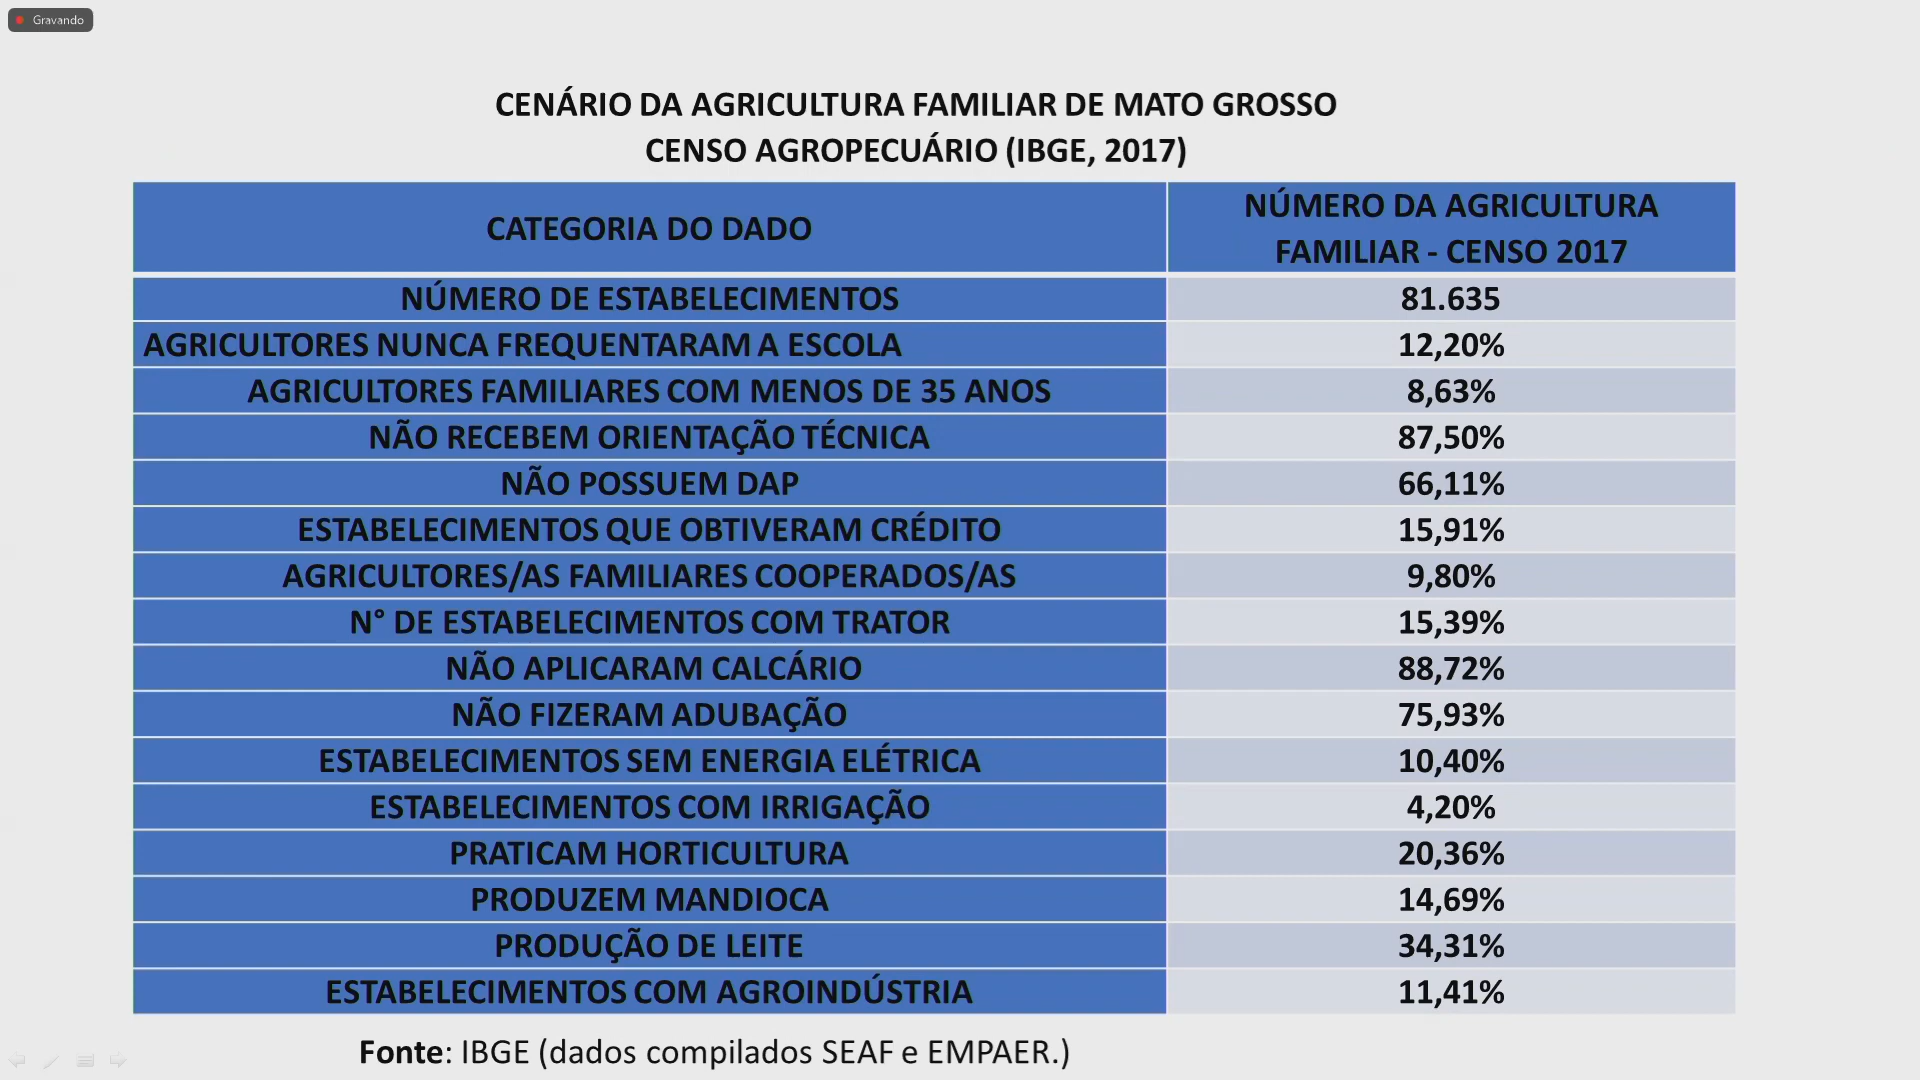 Gravando
CENÁRIO DA AGRICULTURA FAMILIAR DE MATO GROSSO
CENSO AGROPECUÁRIO (IBGE, 2017)
CATEGORIA DO DADO
NÚMERO DA AGRICULTURA
FAMILIAR - CENSO 2017
NÚMERO DE ESTABELECIMENTOS 81.635
AGRICULTORES NUNCA FREQUENTARAM A ESCOLA 12,20%
AGRICULTORES FAMILIARES COM MENOS DE 35 ANOS 8,63%
NÃO RECEBEM ORIENTAÇÃO TÉCNICA 87,50%
NÃO POSSUEM DAP 66,11%
ESTABELECIMENTOS QUE OBTIVERAM CRÉDITO 15,91%
AGRICULTORES/AS FAMILIARES COOPERADOS/AS 9,80%
N° DE ESTABELECIMENTOS COM TRATOR 15,39%
NÃO APLICARAM CALCÁRIO 88,72%
NÃO FIZERAM ADUBAÇÃO 75,93%
ESTABELECIMENTOS SEM ENERGIA ELÉTRICA 10,40%
ESTABELECIMENTOS COM IRRIGAÇÃO 4,20%
PRATICAM HORTICULTURA 20,36%
PRODUZEM MANDIOCA 14,69%
PRODUÇÃO DE LEITE 34,31%
ESTABELECIMENTOS COM AGROINDÚSTRIA 11,41%
Fonte: IBGE (dados compilados SEAF e EMPAER.)